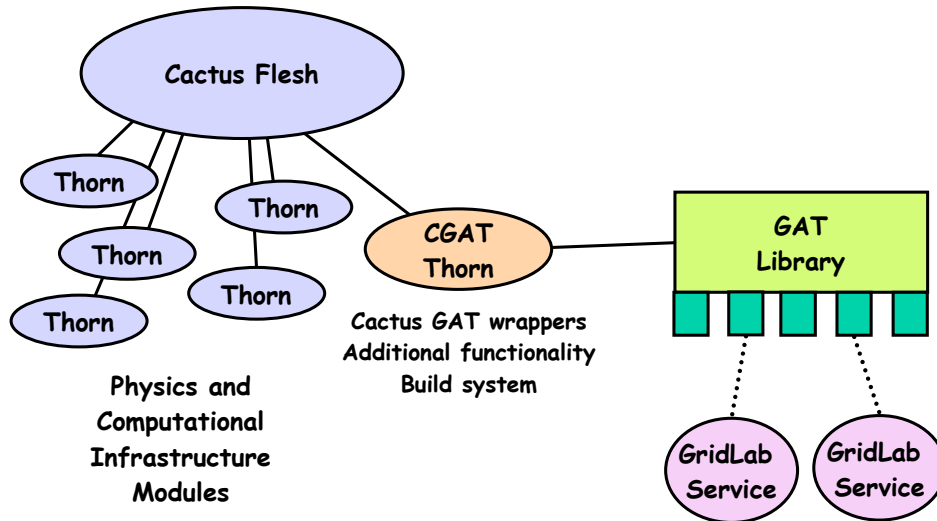 Cactus Flesh
Thorn
Thorn
Thorn
Thorn
Thorn
CGAT
Thorn
GAT
Library
Cactus GAT wrappers
Additional functionality
Build system
Physics and
Computational
Infrastructure
Modules
GridLab
Service
GridLab
Service